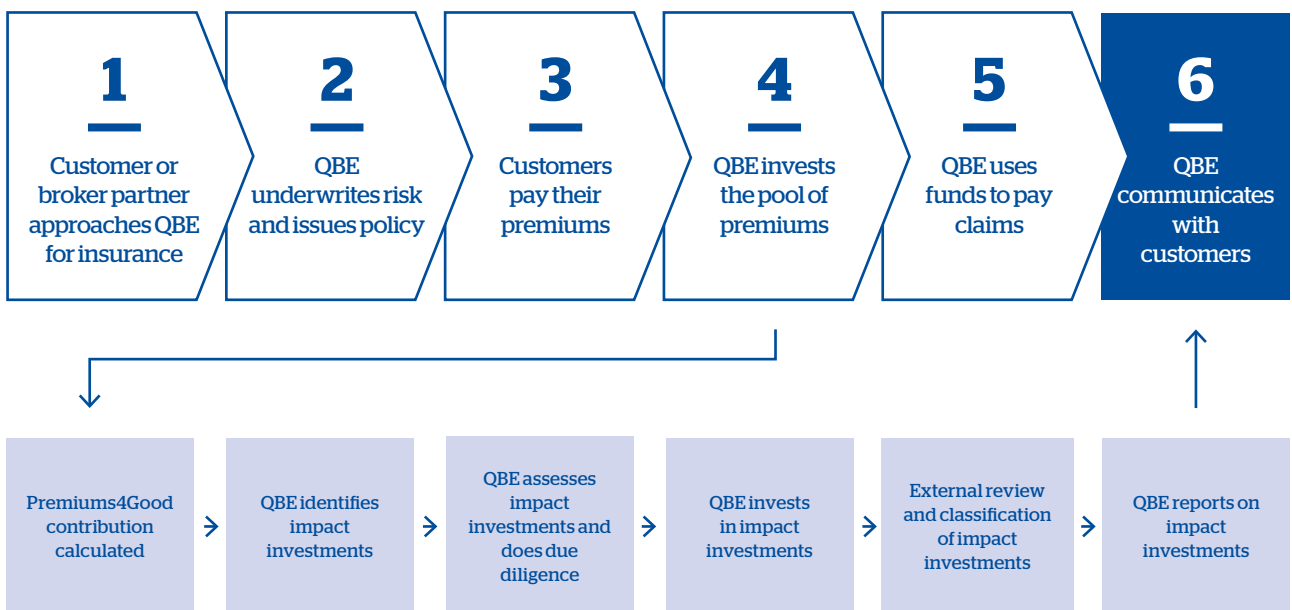 1
Customer or
broker partner
approaches QBE
for insurance
2
QBE
underwrites risk
and issues policy
3
Customers
pay their
premiums
4
QBE invests
the pool of
premiums
5
QBE uses
funds to pay
claims
6
QBE
communicates
with
customers
Premiums4Good
contribution
calculated
QBE identifies
impact
investments
QBE assesses
impact
investments and
does due
diligence
QBE invests
in impact
investments
External review
and classification
of impact
investments
QBE reports on
impact
investments